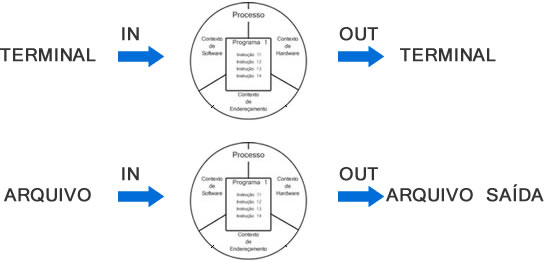 TERMINAL
IN
Processo
Contexto
de
Software
Programa 1
Instrução 11
Instrução 12
Instrução 13
Instrução 14
Contexto
de
Hardware
Contexto
de
Endereçamento
OUT
TERMINAL
ARQUIVO
IN
Processo
Contexto
de
Software
Programa 1
Instrução 11
Instrução 12
Instrução 13
Instrução 14
Contexto
de
Hardware
Contexto
de
Endereçamento
OUT
ARQUIVO SAÍDA